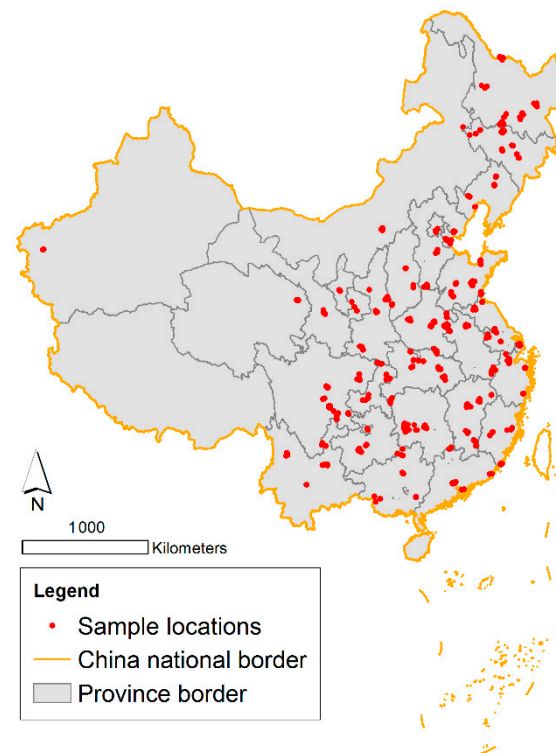 N
1000
Kilometers
Legend
Sample locations
China national border
Province border